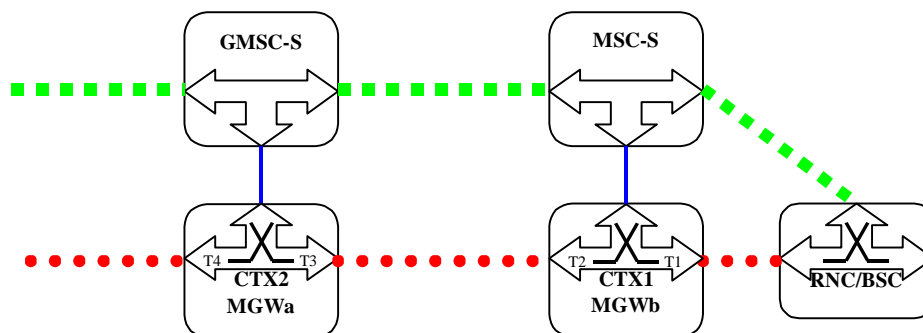 GMSC-S
MSC-S
T4
T3
CTX2
MGWa
T2
T1
CTX1
MGWb
RNC/BSC